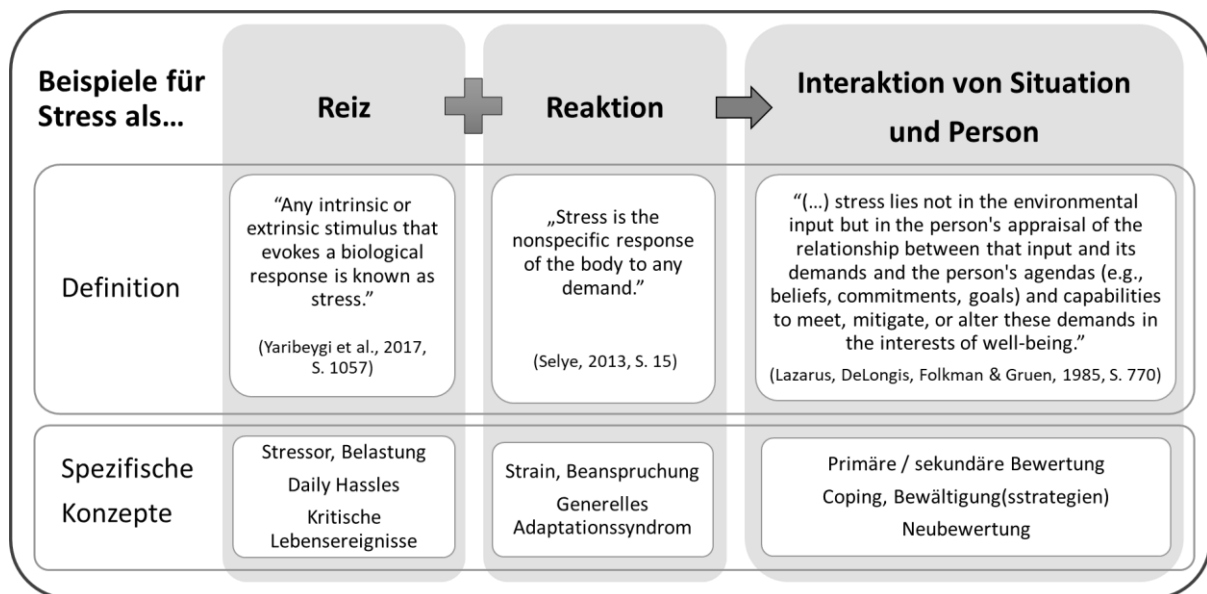 Beispiele für
Stress als...
Reiz
Reaktion
Interaktion von Situation
und Person
Definition
“Any intrinsic or
extrinsic stimulus that
evokes a biological
response is known as
stress.”
(Yaribeygi et al., 2017,
S. 1057)
„Stress is the
nonspecific response
of the body to any
demand.”
(Selye, 2013, S. 15)
“(...) stress lies not in the environmental
input but in the person's appraisal of the
relationship between that input and its
demands and the person's agendas (e.g.,
beliefs, commitments, goals) and capabilities
to meet, mitigate, or alter these demands in
the interests of well-being.”
(Lazarus, DeLongis, Folkman & Gruen, 1985, S. 770)
Spezifische
Konzepte
Stressor, Belastung
Daily Hassles
Kritische
Lebensereignisse
Strain, Beanspruchung
Generelles
Adaptationssyndrom
Primäre / sekundäre Bewertung
Coping, Bewältigung(sstrategien)
Neubewertung